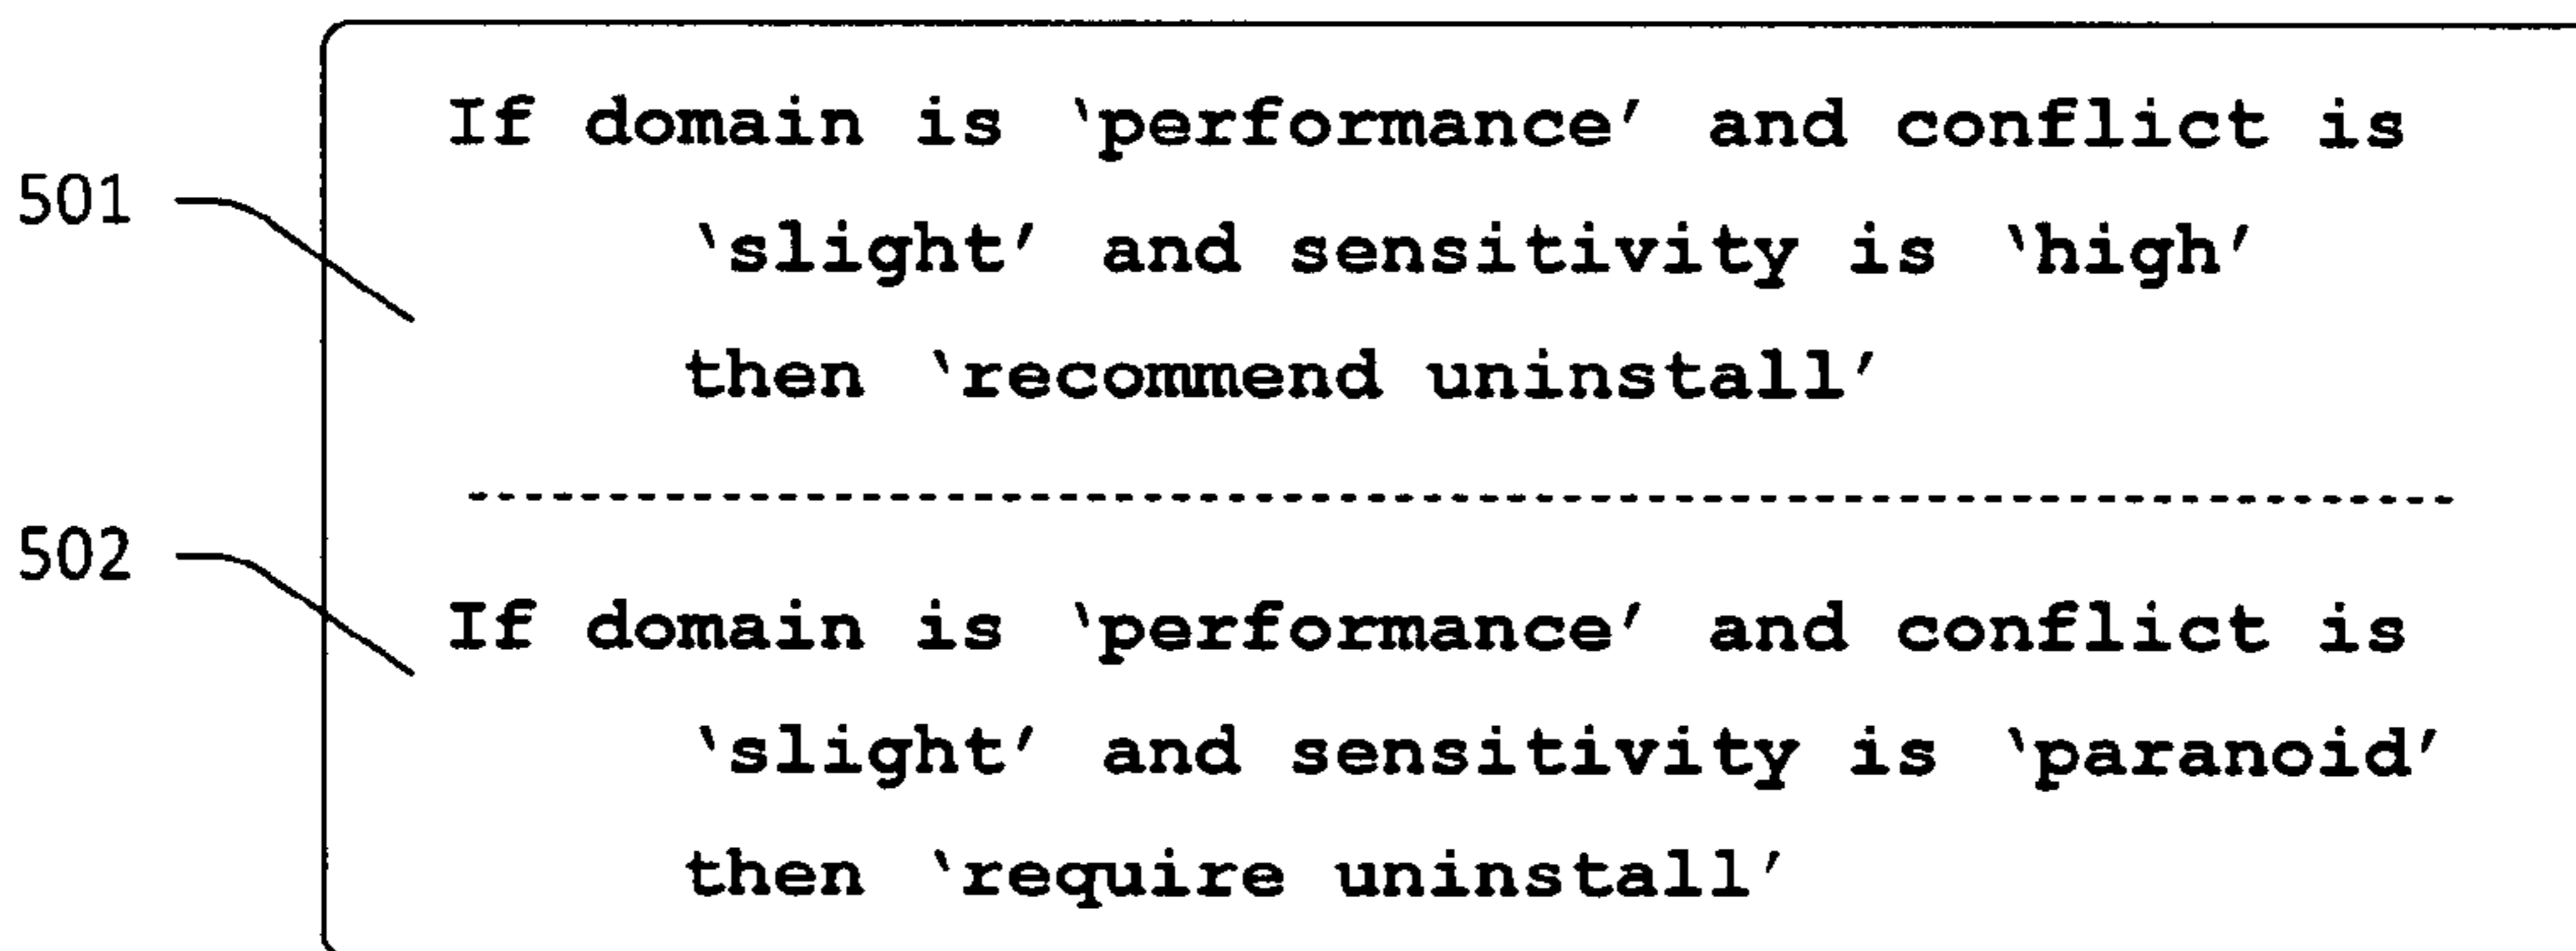 If domain is ‵performance′ and conflict is
501
‵slight′ and sensitivity is ‵high′
then ‵recommend uninstall′
502
If domain is ‵performance′ and conflict is
‵slight′ and sensitivity is ‵paranoid′
then ‵require uninstall′